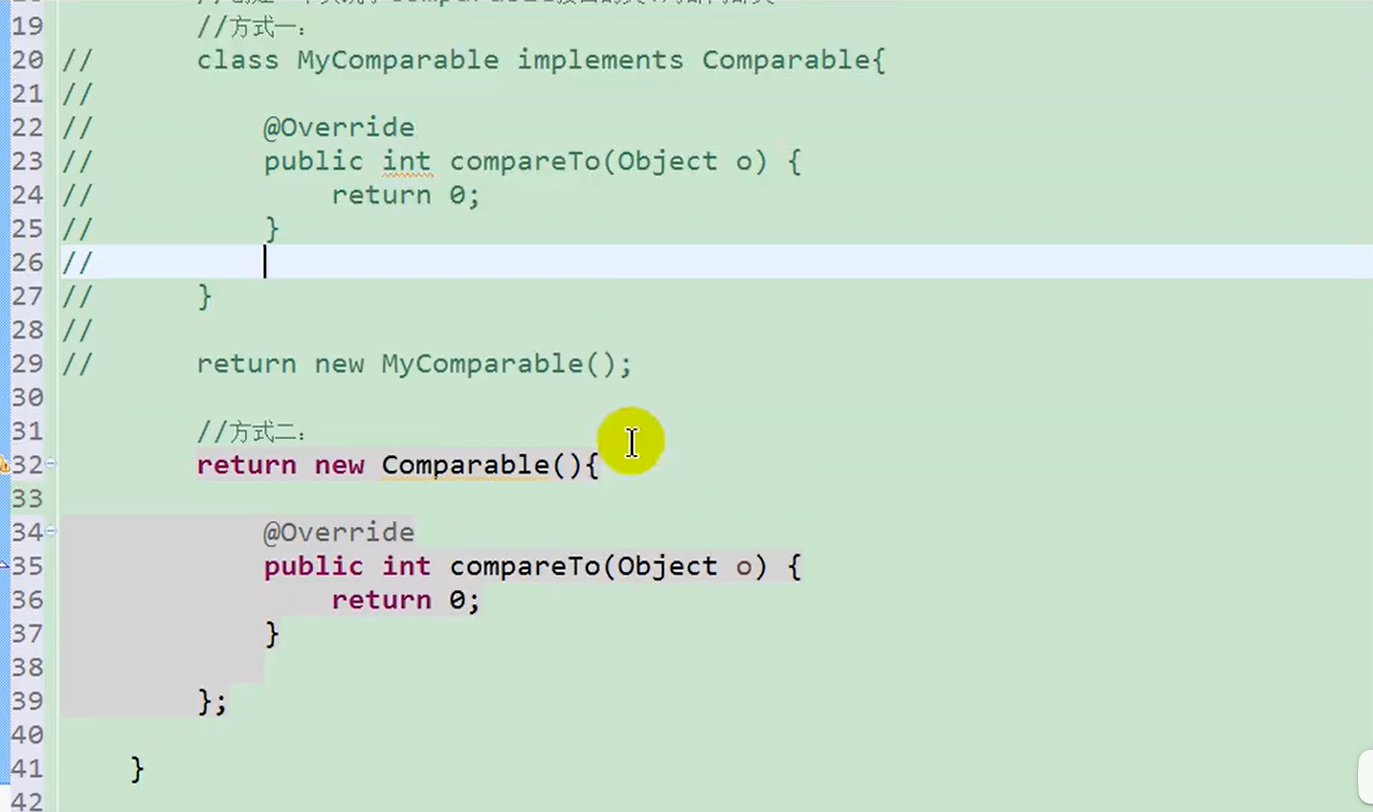 19 //方式一：
20 // class MyComparable implements Comparable{
21 //
22 // @Override
23 // public int compareTo(Object o) {
24 // return 0;
25 // }
26 //
27 // }
28 //
29 // return new MyComparable();
30
31 //方式二：
32 return new Comparable(){
33
34 @Override
35 public int compareTo(Object o) {
36 return 0;
37 }
38
39 };
40
41 }
42